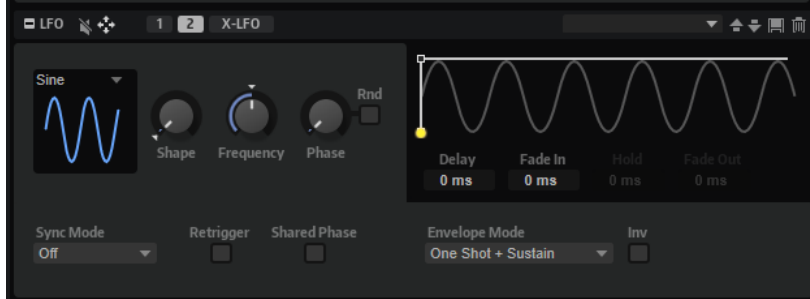 LFO 1 2 X-LFO
Sine
Rnd
Shape Frequency Phase
Delay Fade In Hold Fade Out
0 ms 0 ms 0 ms 0 ms
Sync Mode Retrigger Shared Phase Envelope Mode Inv
Off One Shot + Sustain